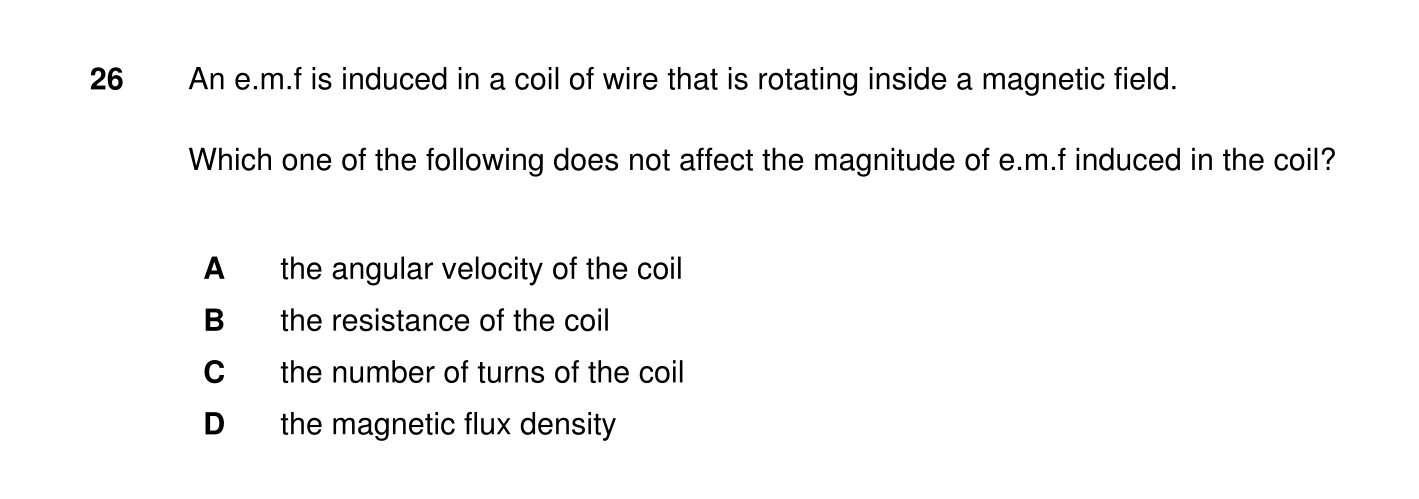 26 An e.m.f is induced in a coil of wire that is rotating inside a magnetic field.
Which one of the following does not affect the magnitude of e.m.f induced in the coil?
A the angular velocity of the coil
B the resistance of the coil
C the number of turns of the coil
D the magnetic flux density